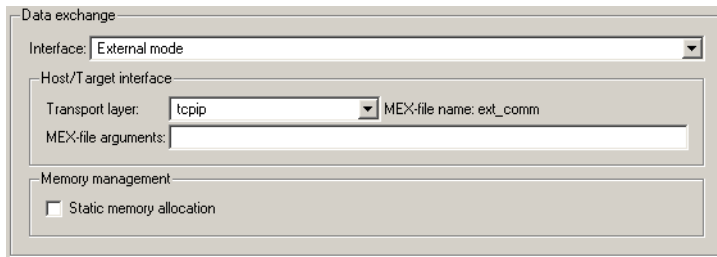 Data exchange
Interface: External mode
Host/Target interface
Transport layer: tcpip MEX-file name: ext_comm
MEX-file arguments:
Memory management
Static memory allocation